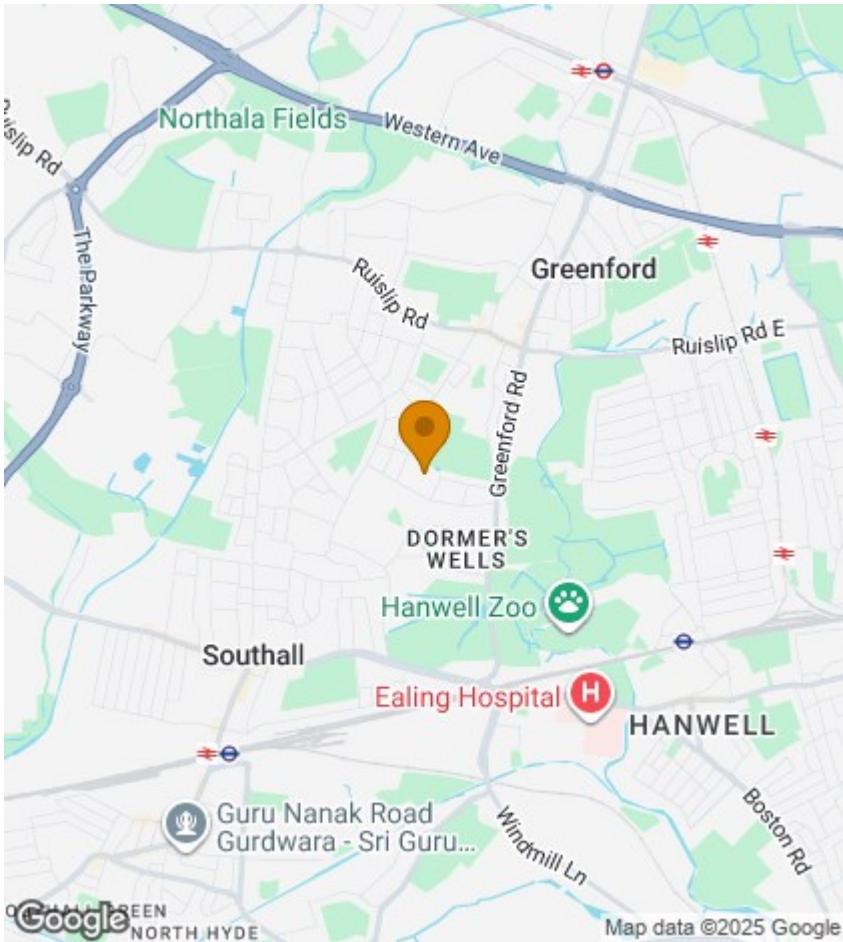 Northala Fields
Western Ave
Ruislip Rd
The Parkway
Greenford
Ruislip Rd
Ruislip Rd E
Greenford Rd
DORMER'S
WELLS
Hanwell Zoo
Southall
Ealing Hospital
H
HANWELL
Guru Nanak Road
Gurdwara - Sri Guru...
Windmill Ln
Boston Rd
GREEN
Google
NORTH HYDE
Map data ©2025 Google